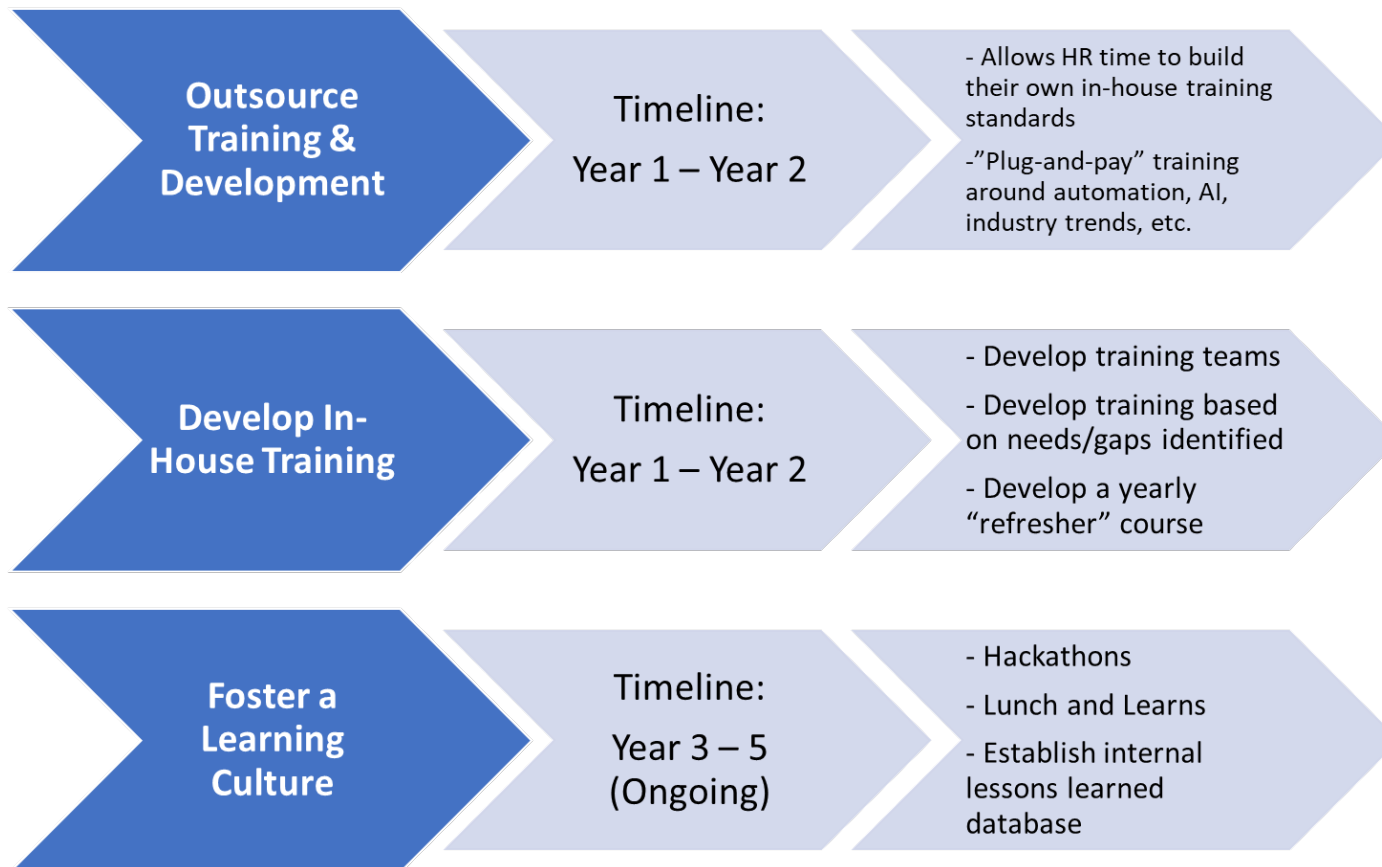 Outsource
Training &
Development
Timeline:
Year 1 – Year 2
- Allows HR time to build
their own in-house training
standards
-”Plug-and-pay” training
around automation, AI,
industry trends, etc.
Develop In-
House Training
Timeline:
Year 1 – Year 2
- Develop training teams
- Develop training based
on needs/gaps identified
- Develop a yearly
“refresher” course
Foster a
Learning
Culture
Timeline:
Year 3 – 5
(Ongoing)
- Hackathons
- Lunch and Learns
- Establish internal
lessons learned
database